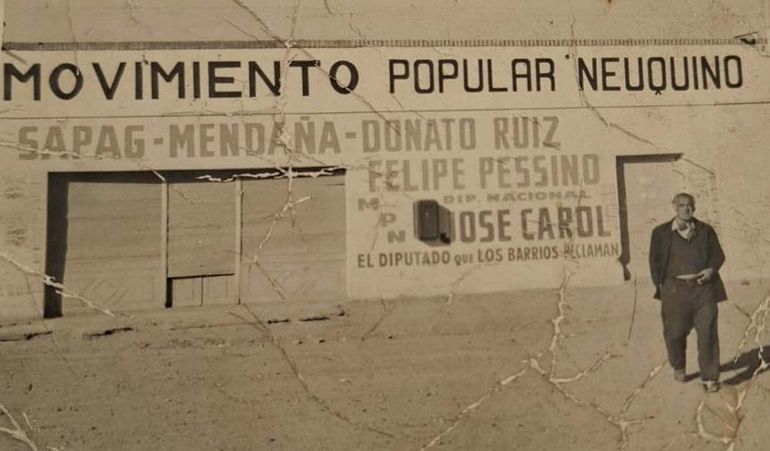 MOVIMIENTO POPULAR NEUQUINO
SAPAG-MENDAÑA-DONATO RUIZ
FELIPE PESSINO
DIP. NACIONAL
M
P
N
JOSE CAROL
EL DIPUTADO QUE LOS BARRIOS RECLAMAN